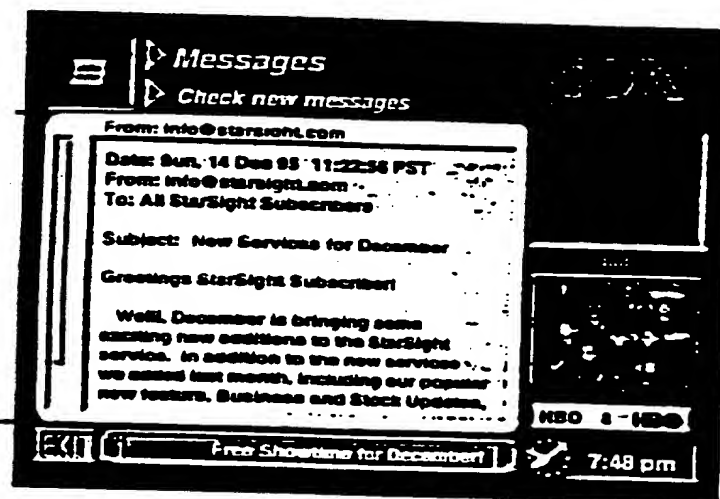 Messages
Check new messages
From: info@starsight.com
Date: Sun, 14 Dec 95 11:22:56 PST
From: info@starsight.com
To: All StarSight Subscribers
Subject: New Services for December
Greetings StarSight Subscriber!
Well, December is bringing some
exciting new additions to the StarSight
service. In addition to the new services
we added last month, including our popular
new feature, Business and Stock Updates,
HBO 8 HBO
EXIT Free Showtime for December!
7:48 pm